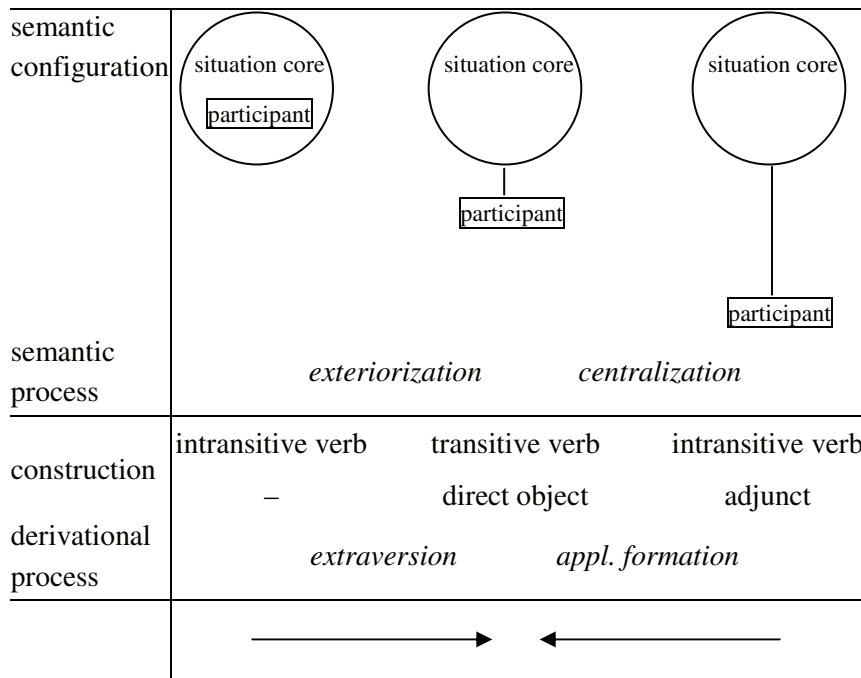 semantic
configuration
situation core situation core situation core
participant
participant
participant
semantic
process
exteriorization centralization
construction
intransitive verb transitive verb intransitive verb
– direct object adjunct
derivational
process
extraversion appl. formation